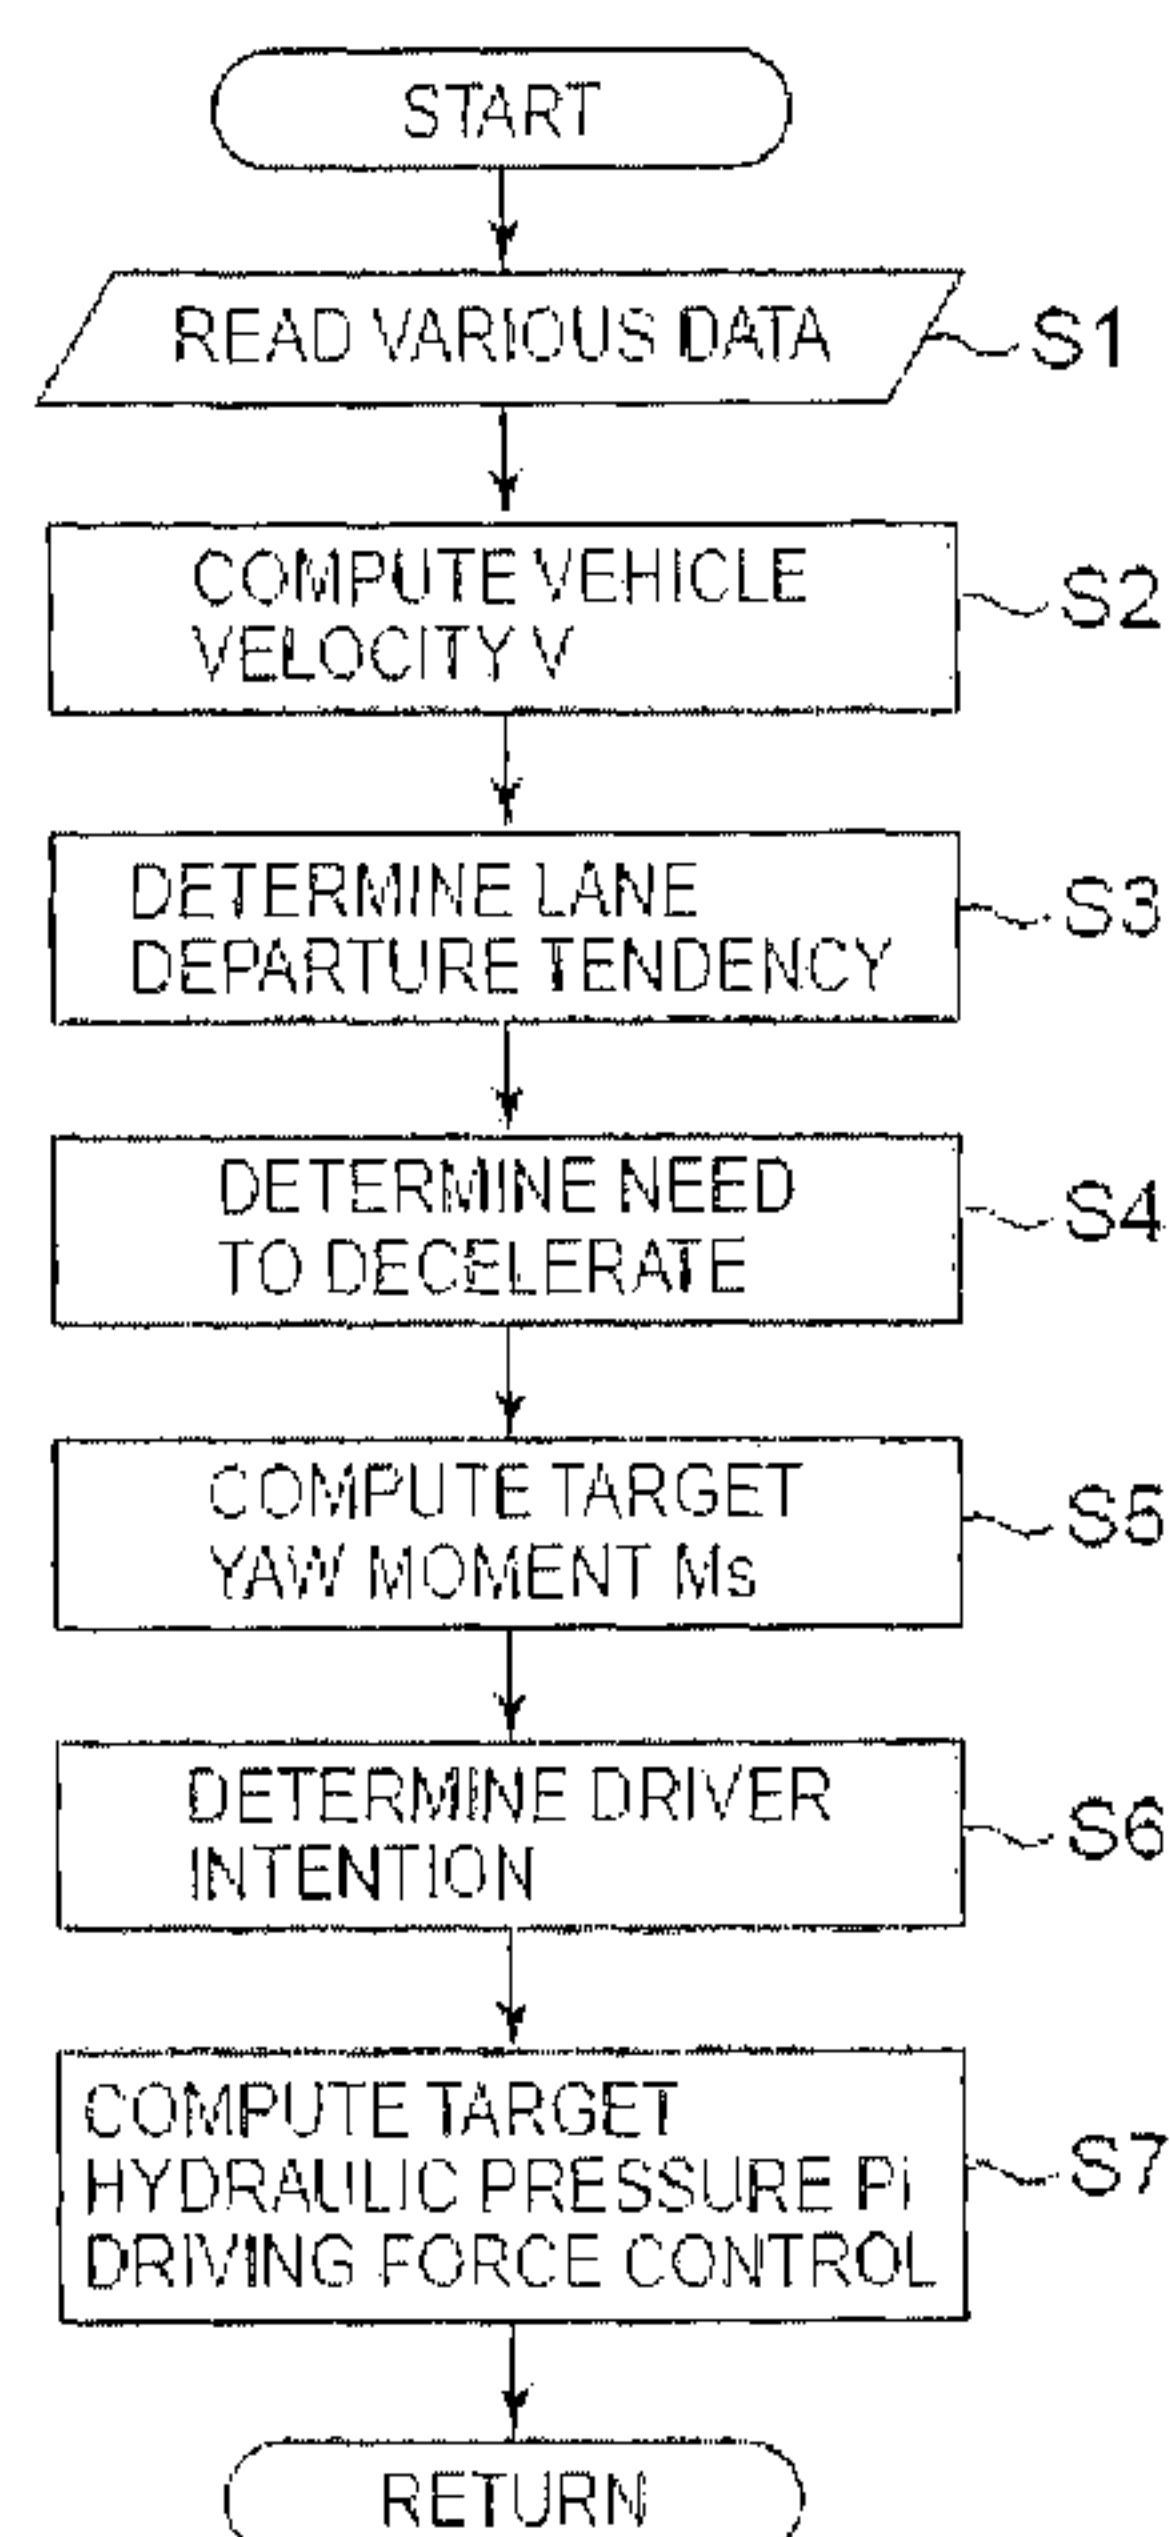 START
READ VARIOUS DATA
S1
COMPUTE VEHICLE
VELOCITY V
S2
DETERMINE LANE
DEPARTURE TENDENCY
S3
DETERMINE NEED
TO DECELERATE
S4
COMPUTE TARGET
YAW MOMENT Ms
S5
DETERMINE DRIVER
INTENTION
S6
COMPUTE TARGET
HYDRAULIC PRESSURE Pi
DRIVING FORCE CONTROL
S7
RETURN